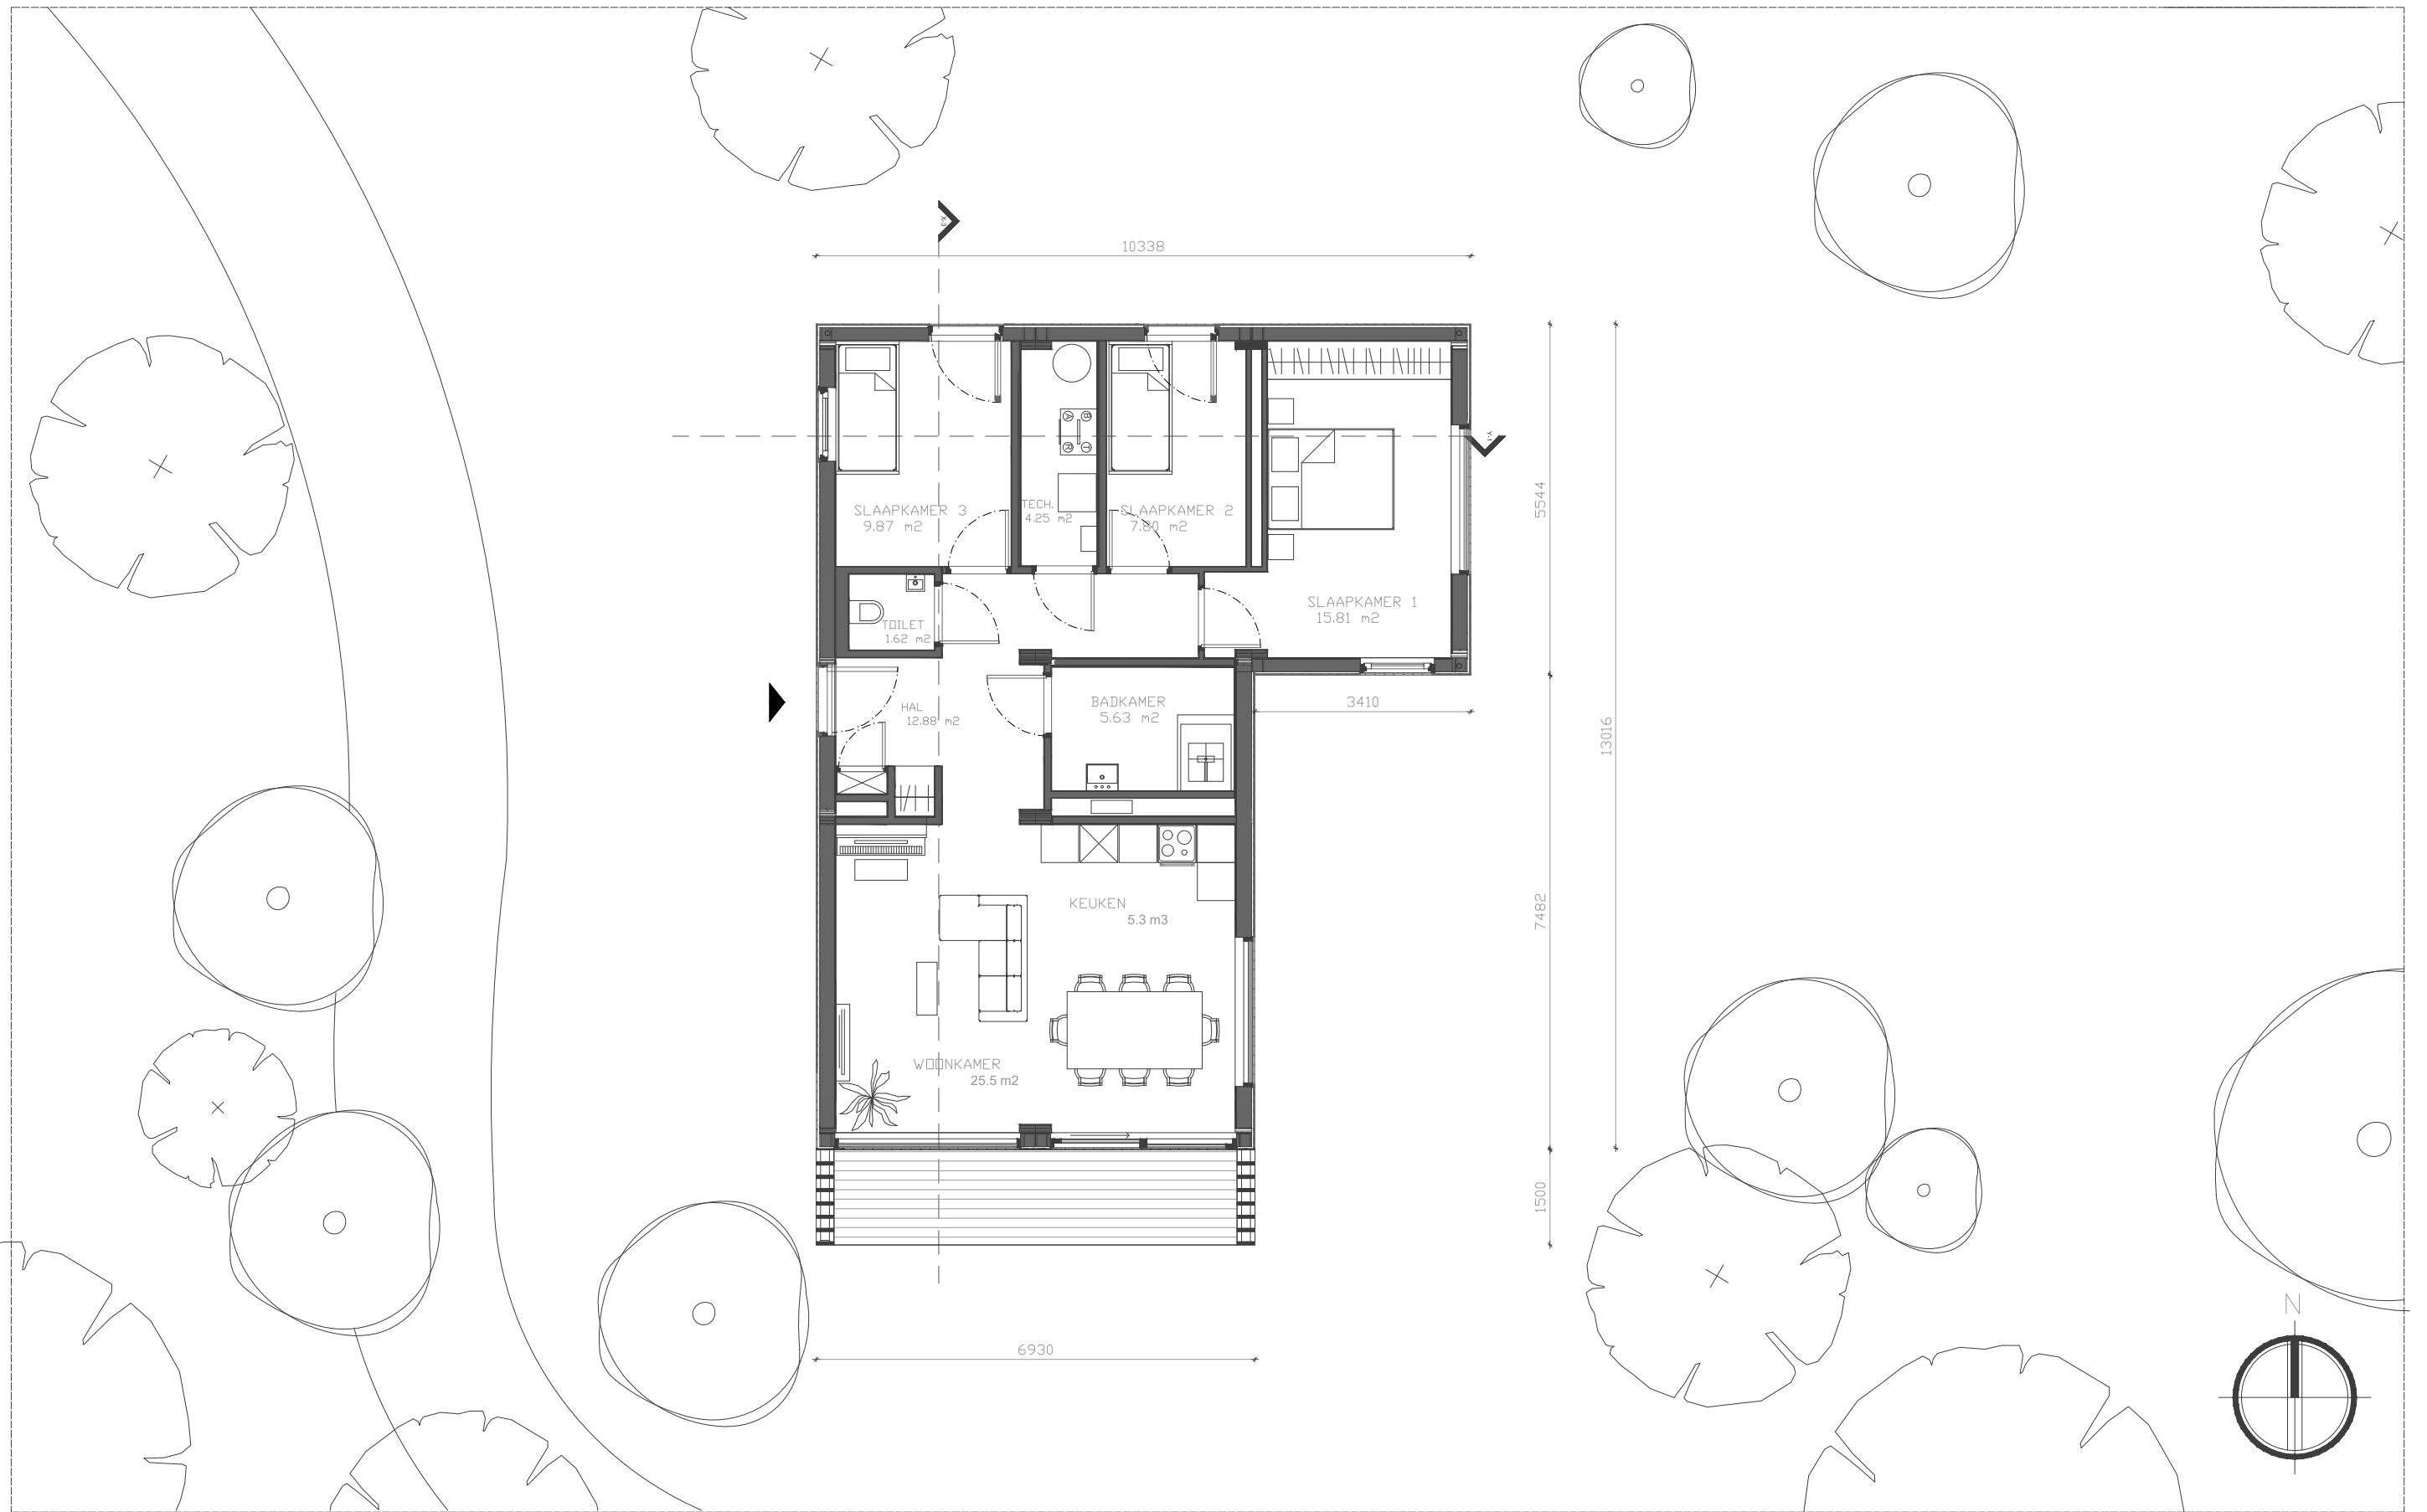 10338
SLAAPKAMER 3
9.87 m2
TECH.
4.25 m2
SLAAPKAMER 2
7.80 m2
5544
SLAAPKAMER 1
15.81 m2
TOILET
1.62 m2
HAL
12.88 m2
BADKAMER
5.63 m2
3410
13016
KEUKEN
5.3 m3
7482
WOONKAMER
25.5 m2
1500
N
6930